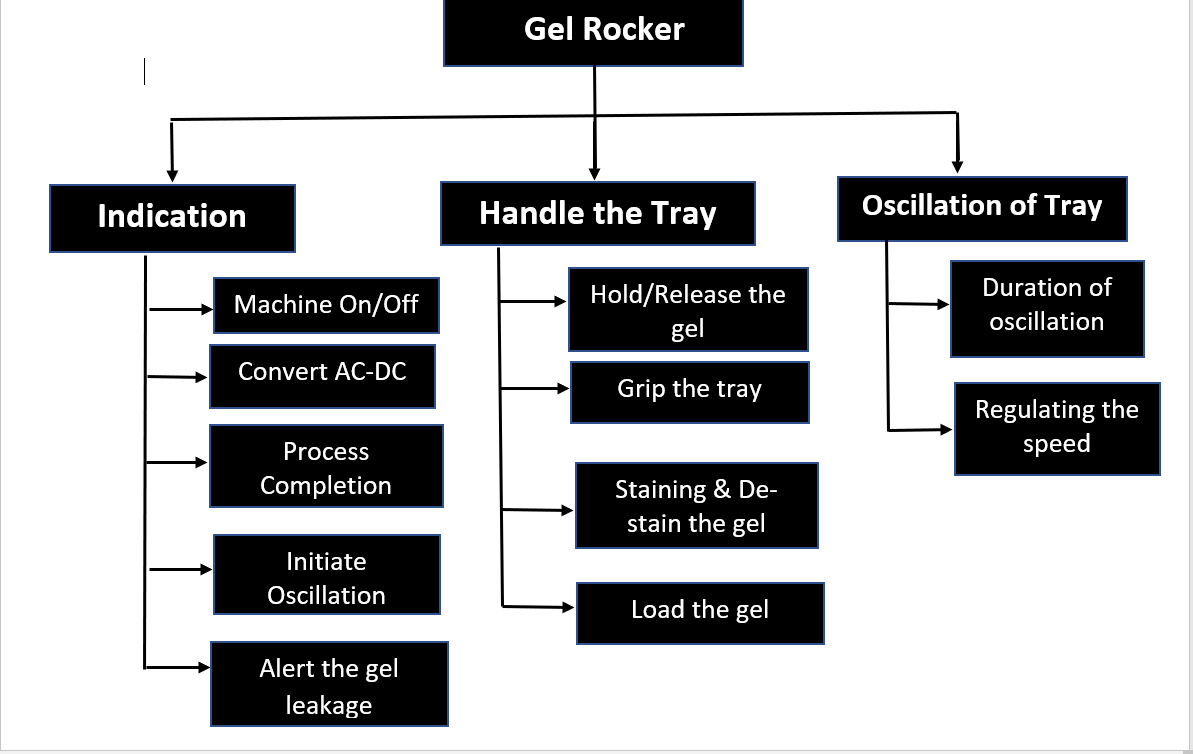 Gel Rocker
Indication
Machine On/Off
Convert AC-DC
Process
Completion
Initiate
Oscillation
Alert the gel
leakage
Handle the Tray
Hold/Release the
gel
Grip the tray
Staining & De-
stain the gel
Load the gel
Oscillation of Tray
Duration of
oscillation
Regulating the
speed